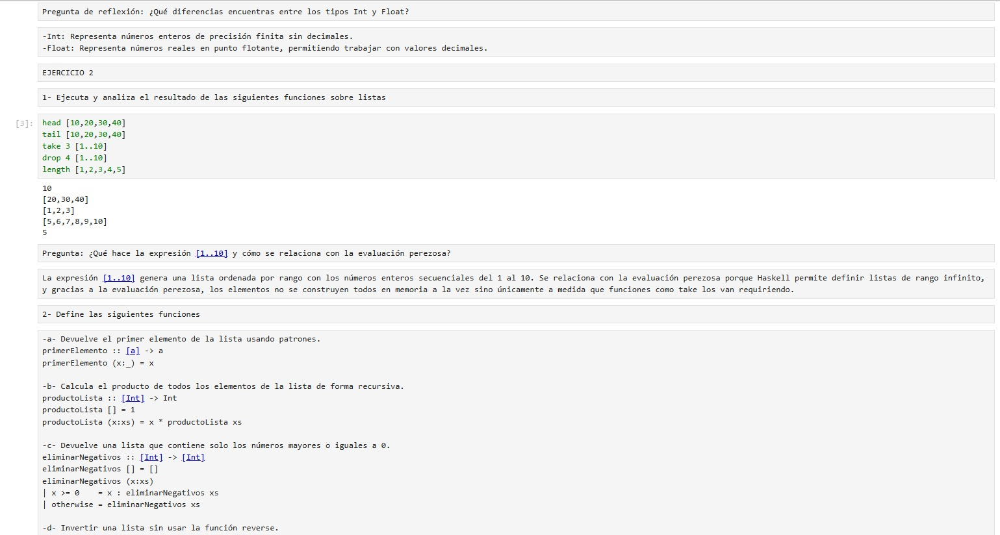 Pregunta de reflexión: ¿Qué diferencias encuentras entre los tipos Int y Float?
-Int: Representa números enteros de precisión finita sin decimales.
-Float: Representa números reales en punto flotante, permitiendo trabajar con valores decimales.
EJERCICIO 2
1- Ejecuta y analiza el resultado de las siguientes funciones sobre listas
[3]:
head [10,20,30,40]
tail [10,20,30,40]
take 3 [1..10]
drop 4 [1..10]
length [1,2,3,4,5]
10
[20,30,40]
[1,2,3]
[5,6,7,8,9,10]
5
Pregunta: ¿Qué hace la expresión [1..10] y cómo se relaciona con la evaluación perezosa?
La expresión [1..10] genera una lista ordenada por rango con los números enteros secuenciales del 1 al 10. Se relaciona con la evaluación perezosa porque Haskell permite definir listas de rango infinito,
y gracias a la evaluación perezosa, los elementos no se construyen todos en memoria a la vez sino únicamente a medida que funciones como take los van requiriendo.
2- Define las siguientes funciones
-a- Devuelve el primer elemento de la lista usando patrones.
primerElemento :: [a] -> a
primerElemento (x:_) = x
-b- Calcula el producto de todos los elementos de la lista de forma recursiva.
productoLista :: [Int] -> Int
productoLista [] = 1
productoLista (x:xs) = x * productoLista xs
-c- Devuelve una lista que contiene solo los números mayores o iguales a 0.
eliminarNegativos :: [Int] -> [Int]
eliminarNegativos [] = []
eliminarNegativos (x:xs)
| x >= 0    = x : eliminarNegativos xs
| otherwise = eliminarNegativos xs
-d- Invertir una lista sin usar la función reverse.